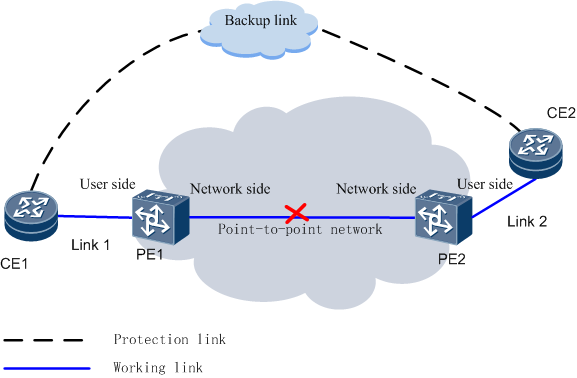 Backup link
CE2
User side
Network side
Network side
User side
Link 1
Point-to-point network
Link 2
CE1
PE1
PE2
Protection link
Working link